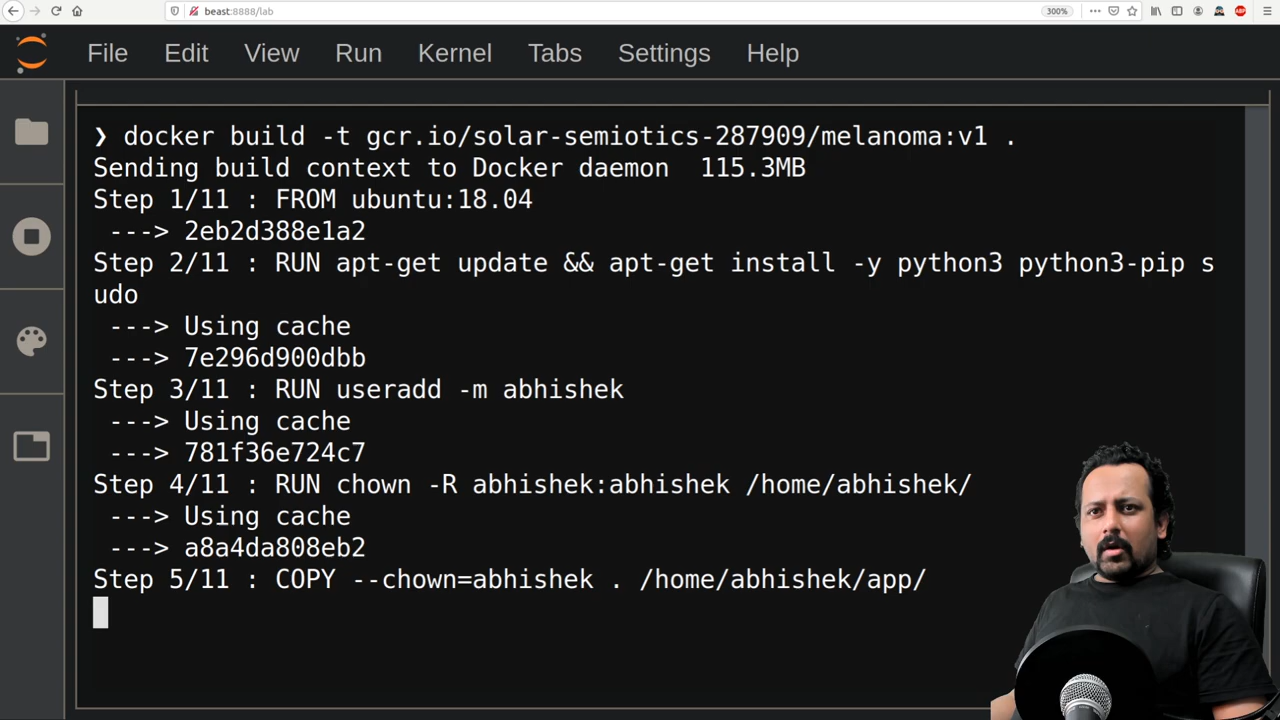 beast:8888/lab
300%
File Edit View Run Kernel Tabs Settings Help
❯ docker build -t gcr.io/solar-semiotics-287909/melanoma:v1 .
Sending build context to Docker daemon  115.3MB
Step 1/11 : FROM ubuntu:18.04
 ---> 2eb2d388e1a2
Step 2/11 : RUN apt-get update && apt-get install -y python3 python3-pip s
udo
 ---> Using cache
 ---> 7e296d900dbb
Step 3/11 : RUN useradd -m abhishek
 ---> Using cache
 ---> 781f36e724c7
Step 4/11 : RUN chown -R abhishek:abhishek /home/abhishek/
 ---> Using cache
 ---> a8a4da808eb2
Step 5/11 : COPY --chown=abhishek . /home/abhishek/app/